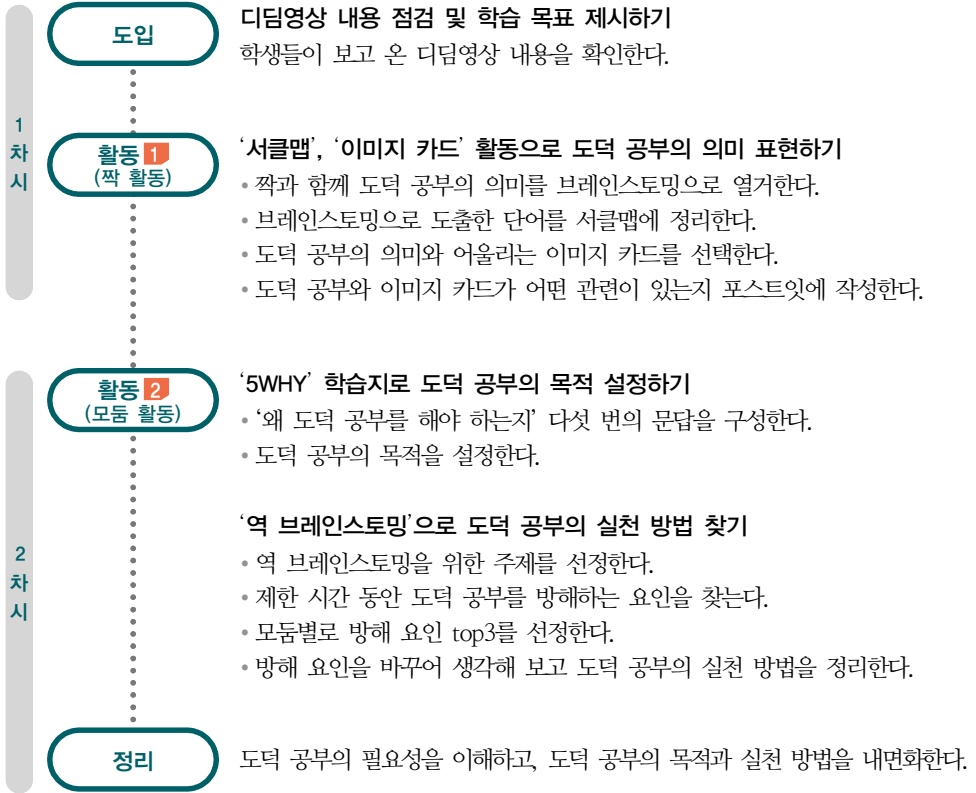 1
차
시
도입
디딤영상 내용 점검 및 학습 목표 제시하기
학생들이 보고 온 디딤영상 내용을 확인한다.
활동 1
(짝 활동)
‘서클맵’, ‘이미지 카드’ 활동으로 도덕 공부의 의미 표현하기
• 짝과 함께 도덕 공부의 의미를 브레인스토밍으로 열거한다.
• 브레인스토밍으로 도출한 단어를 서클맵에 정리한다.
• 도덕 공부의 의미와 어울리는 이미지 카드를 선택한다.
• 도덕 공부와 이미지 카드가 어떤 관련이 있는지 포스트잇에 작성한다.
2
차
시
활동 2
(모둠 활동)
‘5WHY’ 학습지로 도덕 공부의 목적 설정하기
• ‘왜 도덕 공부를 해야 하는지’ 다섯 번의 문답을 구성한다.
• 도덕 공부의 목적을 설정한다.
‘역 브레인스토밍’으로 도덕 공부의 실천 방법 찾기
• 역 브레인스토밍을 위한 주제를 선정한다.
• 제한 시간 동안 도덕 공부를 방해하는 요인을 찾는다.
• 모둠별로 방해 요인 top3를 선정한다.
• 방해 요인을 바꾸어 생각해 보고 도덕 공부의 실천 방법을 정리한다.
정리
도덕 공부의 필요성을 이해하고, 도덕 공부의 목적과 실천 방법을 내면화한다.